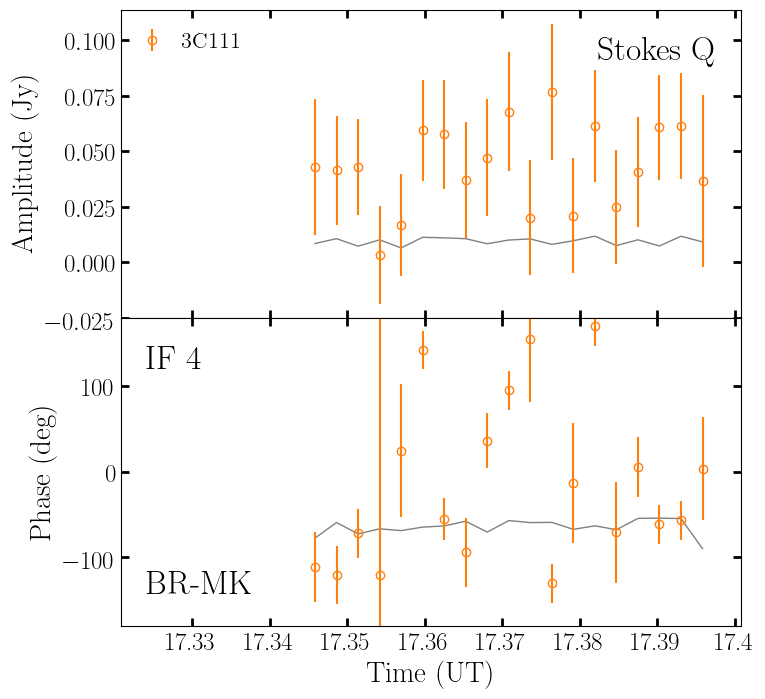 3C111
Stokes Q
Amplitude (Jy)
0.100
0.075
0.050
0.025
0.000
−0.025
IF 4
BR-MK
Phase (deg)
100
0
−100
17.33 17.34 17.35 17.36 17.37 17.38 17.39 17.4
Time (UT)